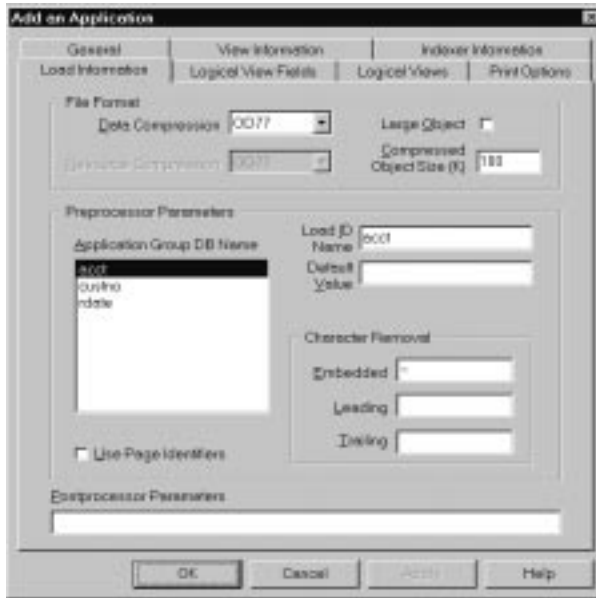 Add an Application
General View Information Indexer Information
Load Information Logical View Fields Logical Views Print Options
File Format
Data Compression OD77
Large Object
Resource Compression OD77
Compressed
Object Size (K) 100
Preprocessor Parameters
Application Group DB Name
acct
custno
rdate
Load ID
Name acct
Default
Value
Character Removal
Embedded -
Leading
Trailing
Use Page Identifiers
Postprocessor Parameters
OK Cancel Apply Help